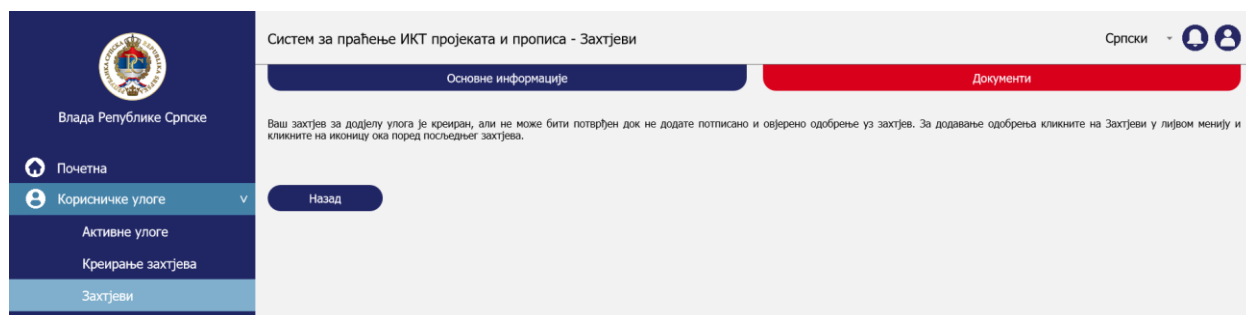 Влада Републике Српске
Почетна
Корисничке улоге
v
Активне улоге
Креирање захтјева
Захтјеви
Систем за праћење ИКТ пројеката и прописа - Захтјеви
Српски
Основне информације
Документи
Ваш захтјев за додјелу улога је креиран, али не може бити потврђен док не додате потписано и овјерено одобрење уз захтјев. За додавање одобрења кликните на Захтјеви у лијвом менију и
кликните на иконицу ока поред посљедњег захтјева.
Назад